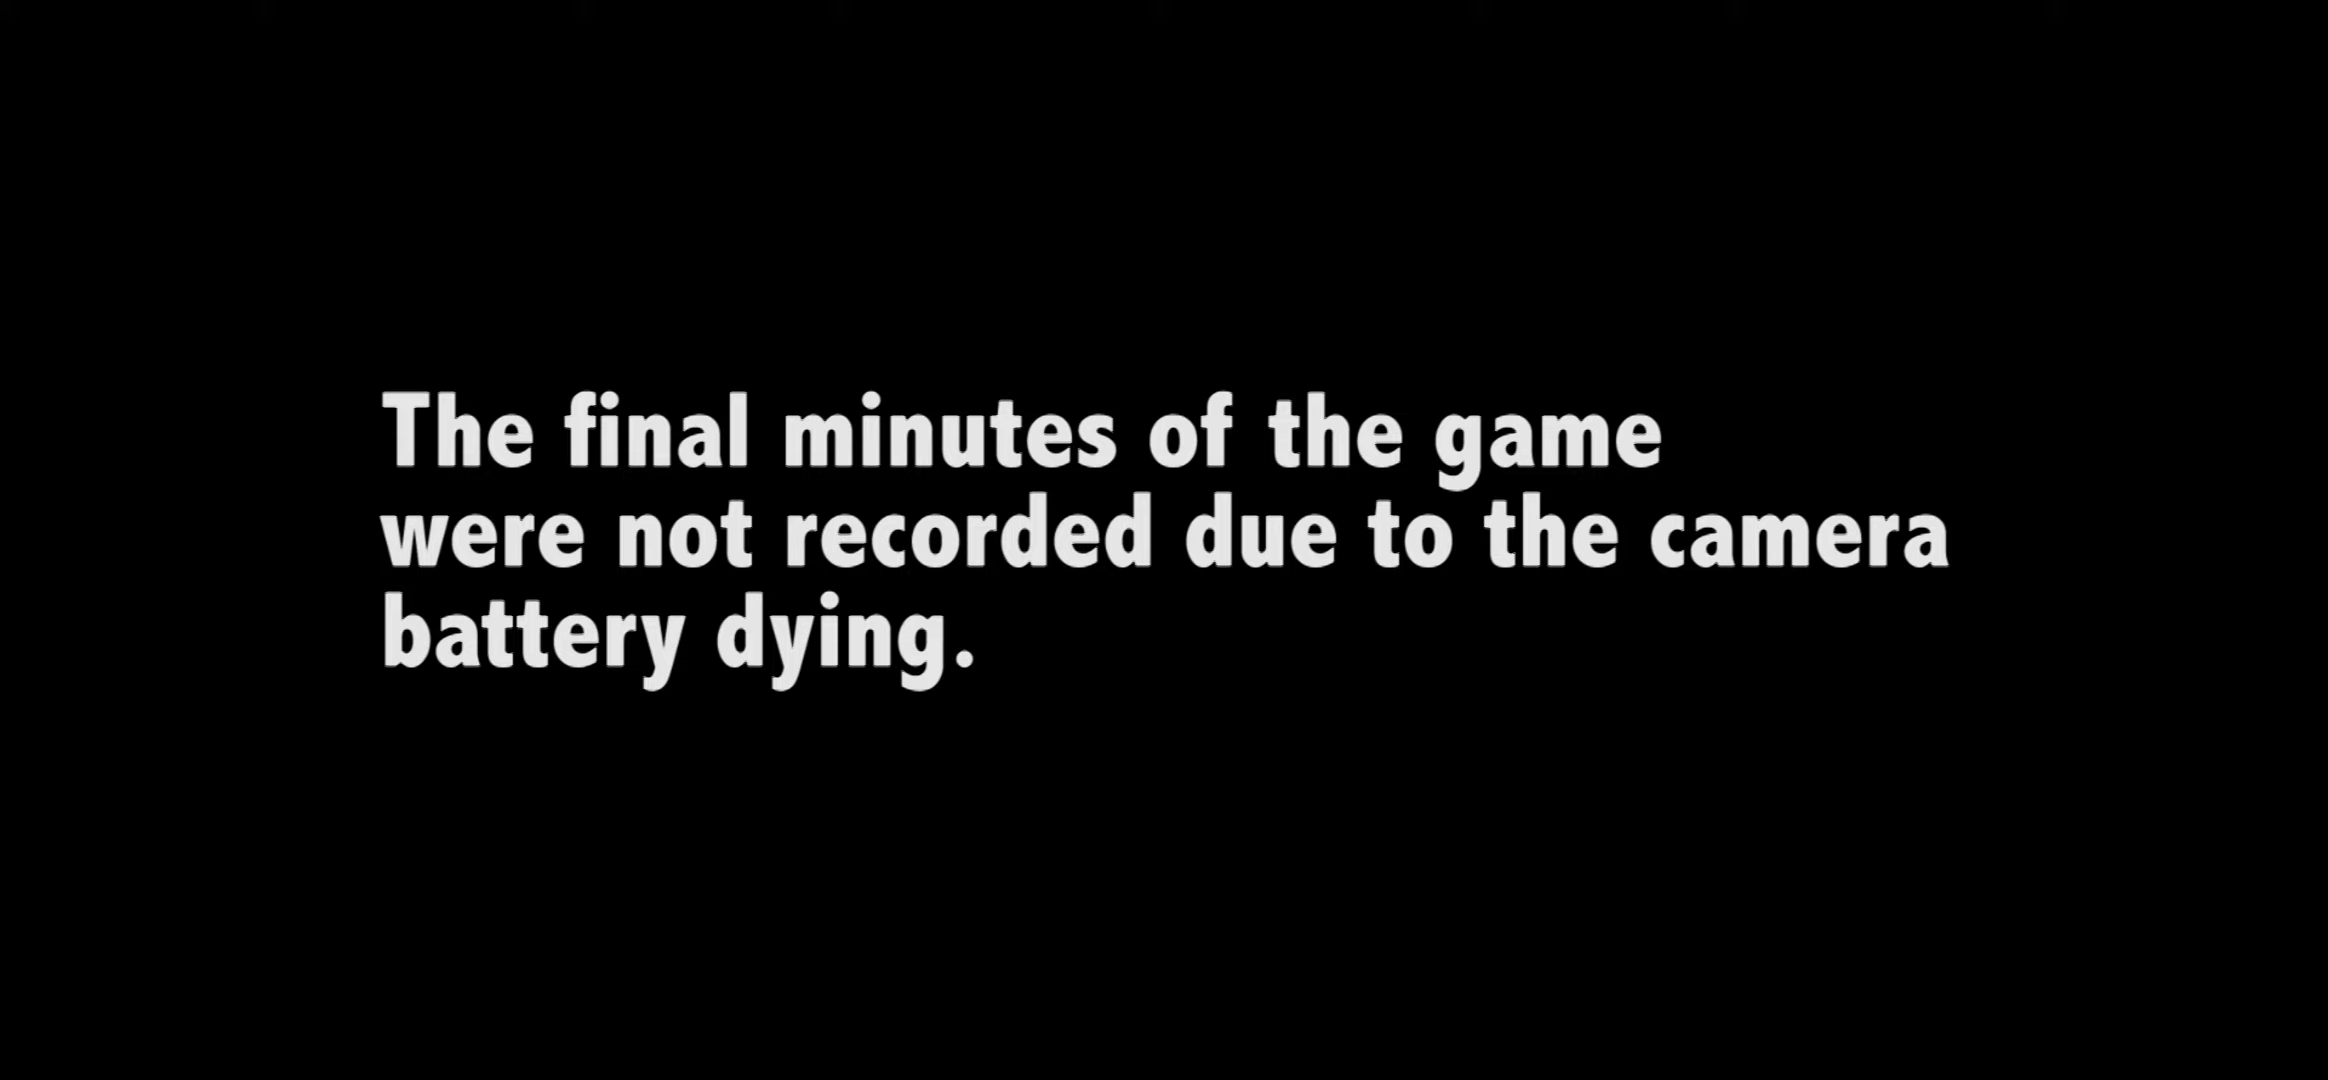 The final minutes of the game
were not recorded due to the camera
battery dying.